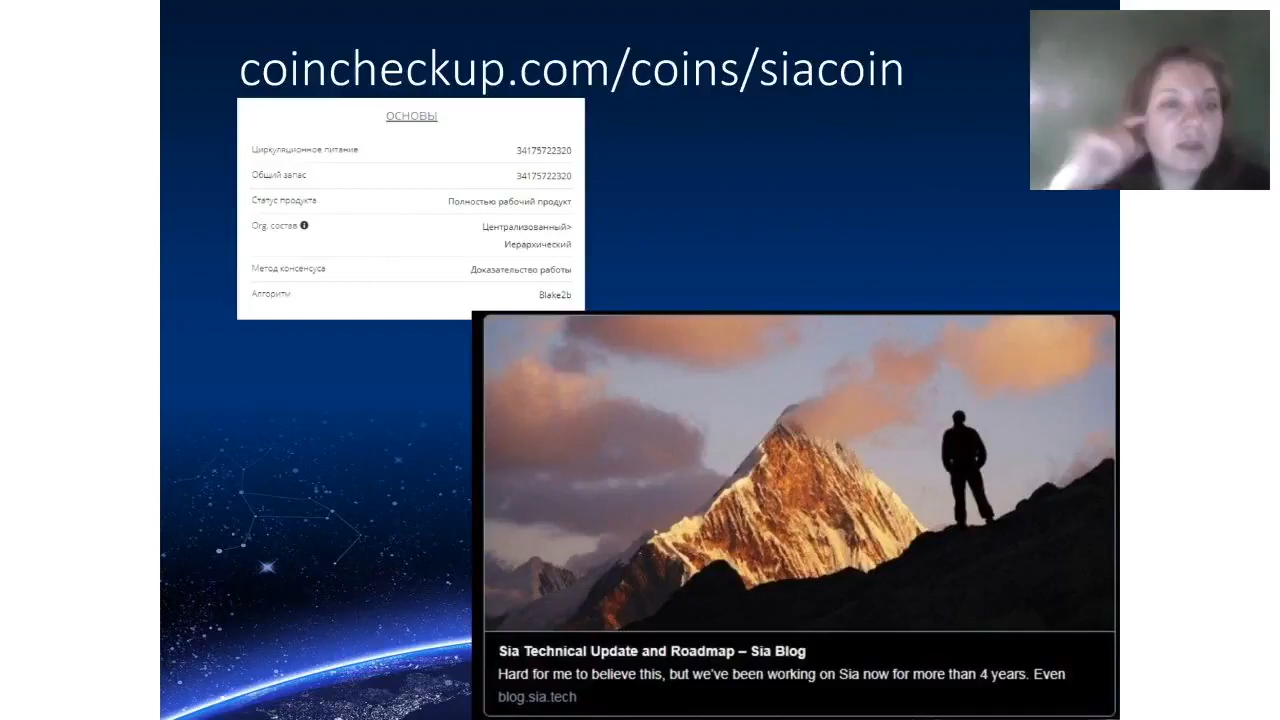 coincheckup.com/coins/siacoin
ОСНОВЫ
Циркуляционное питание 34175722320
Общий запас 34175722320
Статус продукта Полностью рабочий продукт
Org. состав Централизованный>
Иерархический
Метод консенсуса Доказательство работы
Алгоритм Blake2b
Sia Technical Update and Roadmap – Sia Blog
Hard for me to believe this, but we've been working on Sia now for more than 4 years. Even
blog.sia.tech